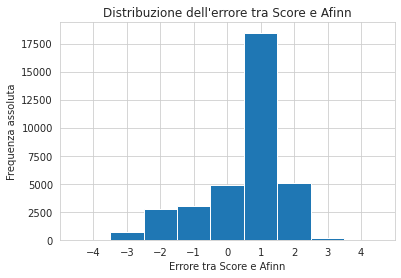 Distribuzione dell'errore tra Score e Afinn
Frequenza assoluta
17500
15000
12500
10000
7500
5000
2500
0
−4 −3 −2 −1 0 1 2 3 4
Errore tra Score e Afinn